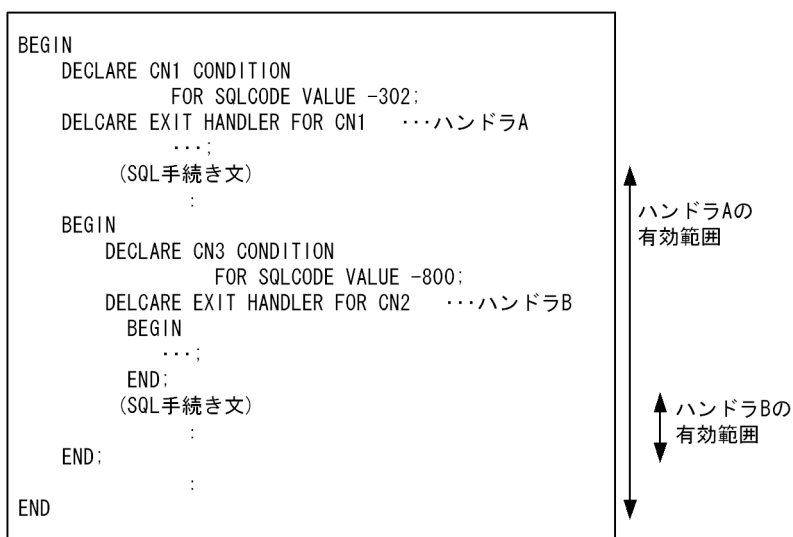 BEGIN
DECLARE CN1 CONDITION
FOR SQLCODE VALUE -302;
DELCARE EXIT HANDLER FOR CN1 ···ハンドラA
···;
(SQL手続き文)
:
BEGIN
DECLARE CN3 CONDITION
FOR SQLCODE VALUE -800;
DELCARE EXIT HANDLER FOR CN2 ···ハンドラB
BEGIN
···;
END;
(SQL手続き文)
:
END;
:
END
ハンドラAの
有効範囲
ハンドラBの
有効範囲